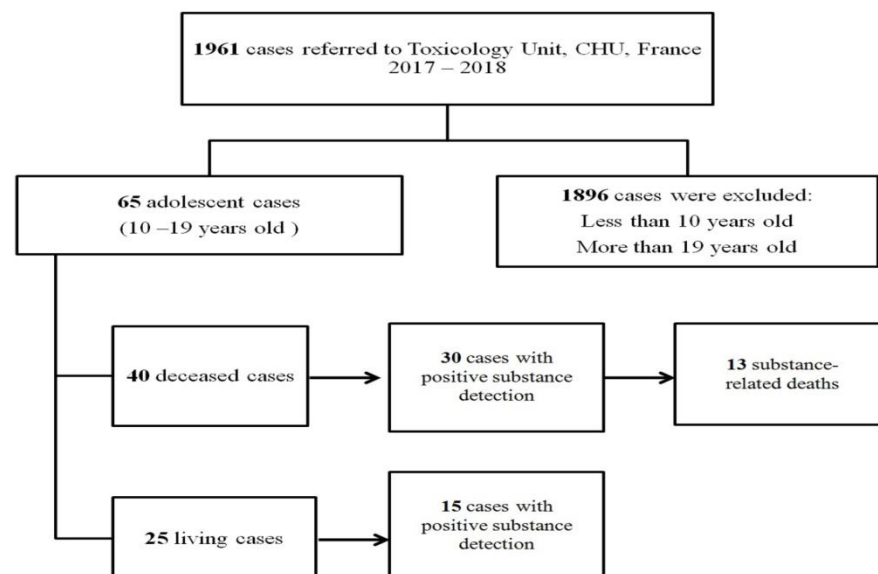 1961 cases referred to Toxicology Unit, CHU, France
2017 – 2018
65 adolescent cases
(10 –19 years old )
1896 cases were excluded:
Less than 10 years old
More than 19 years old
40 deceased cases
30 cases with
positive substance
detection
13 substance-
related deaths
25 living cases
15 cases with
positive substance
detection